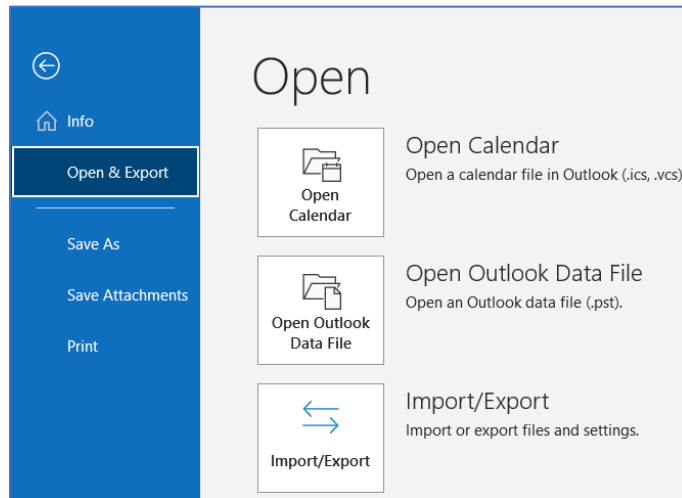 Info
Open & Export
Save As
Save Attachments
Print
Open
Open
Calendar
Open Calendar
Open a calendar file in Outlook (.ics, .vcs)
Open Outlook
Data File
Open Outlook Data File
Open an Outlook data file (.pst).
Import/Export
Import/Export
Import or export files and settings.